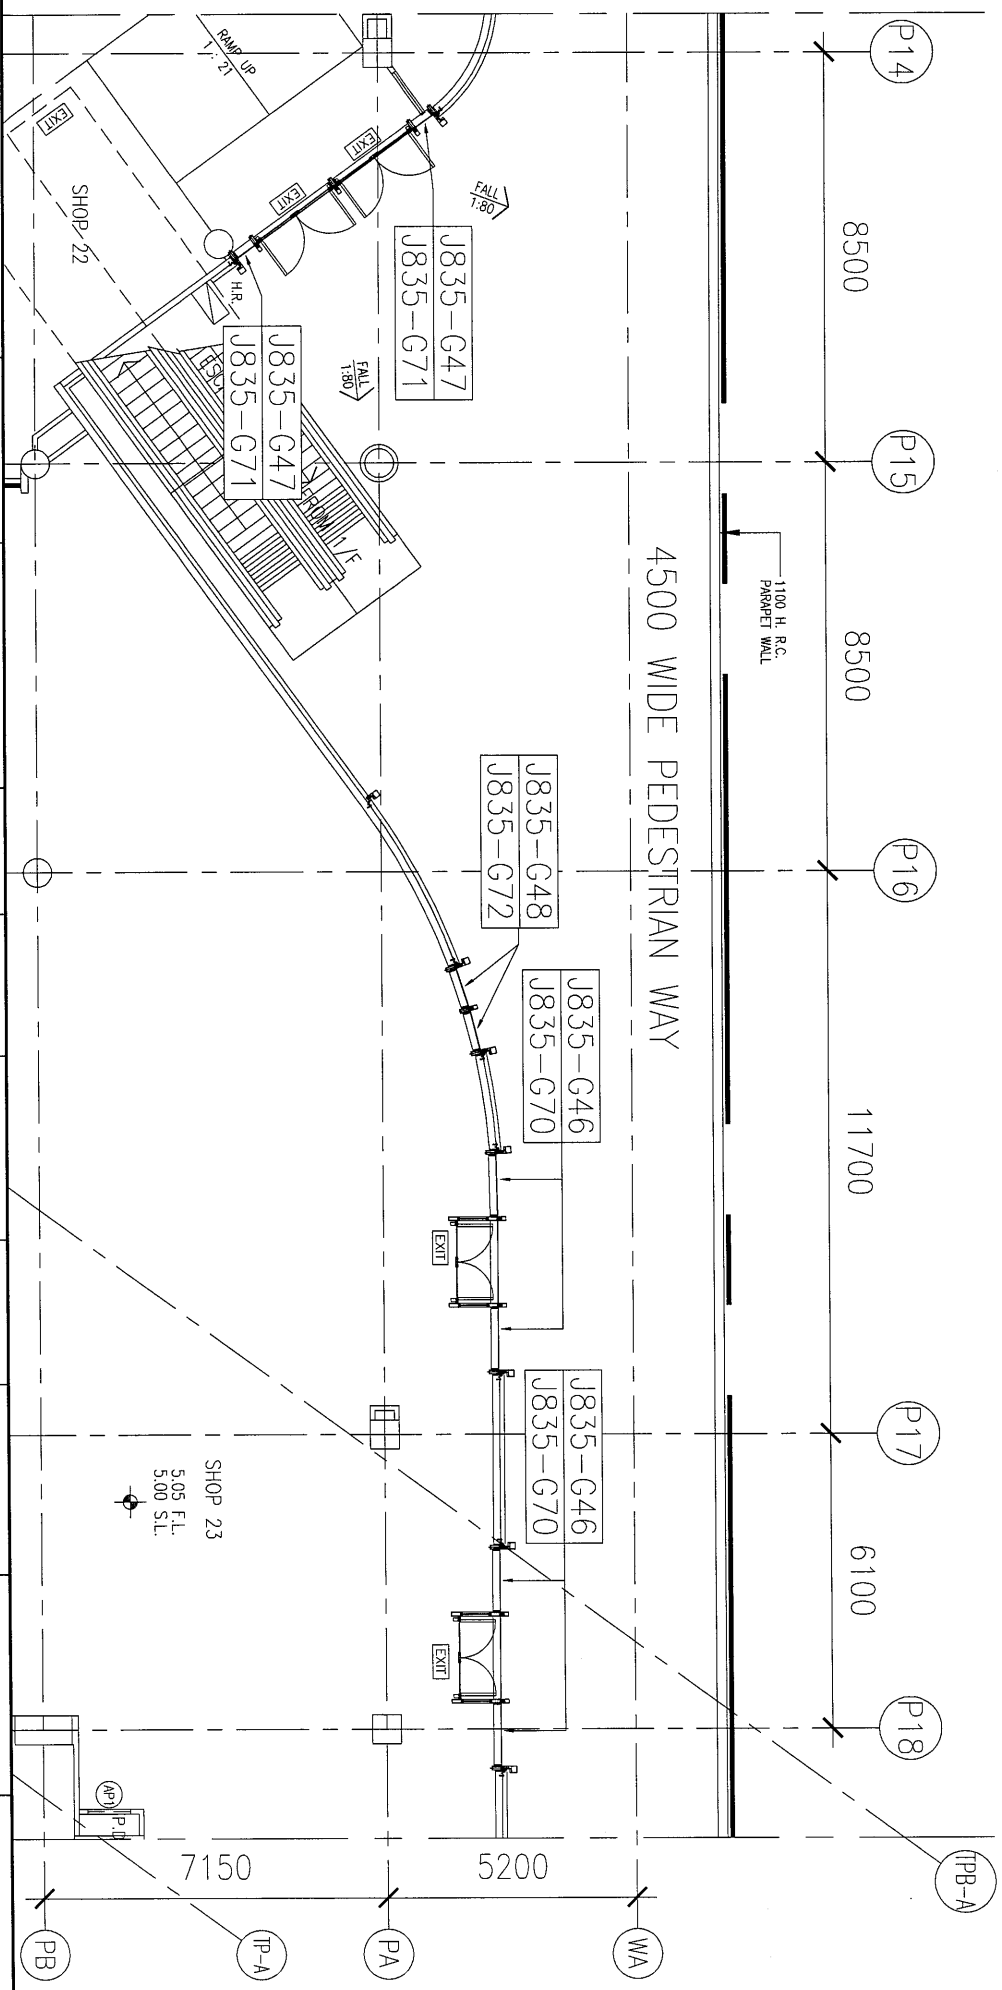 P14
P15
P16
P17
P18
8500
8500
11700
6100
TPB-A
1100 H. R.C.
PARAPET WALL
4500 WIDE PEDESTRIAN WAY
RAMP UP
1 : 21
EXIT
EXIT
EXIT
FALL
1:80
FALL
1:80
SHOP 22
H.R.
J835-G47
J835-G71
J835-G47
J835-G71
FROM 1/F
J835-G48
J835-G72
J835-G46
J835-G70
J835-G46
J835-G70
EXIT
EXIT
SHOP 23
5.05 F.L.
5.00 S.L.
AP1
P.D
5200
7150
WA
PA
TP-A
PB